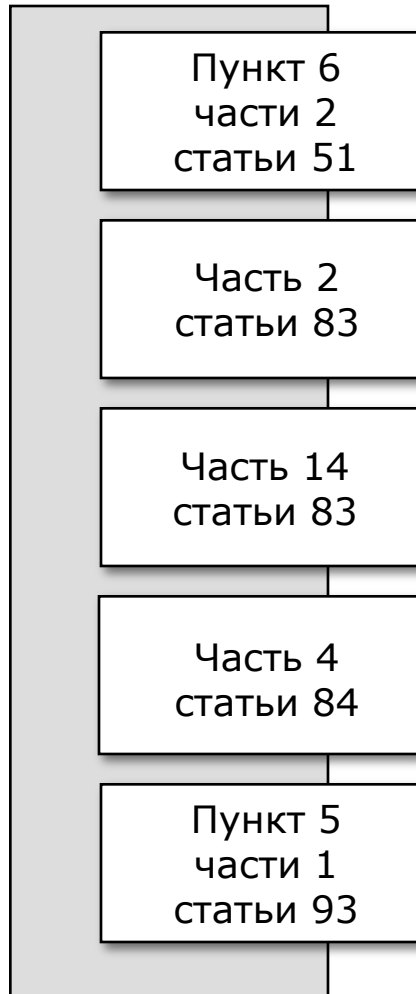 Пункт 6
части 2
статьи 51
Часть 2
статьи 83
Часть 14
статьи 83
Часть 4
статьи 84
Пункт 5
части 1
статьи 93